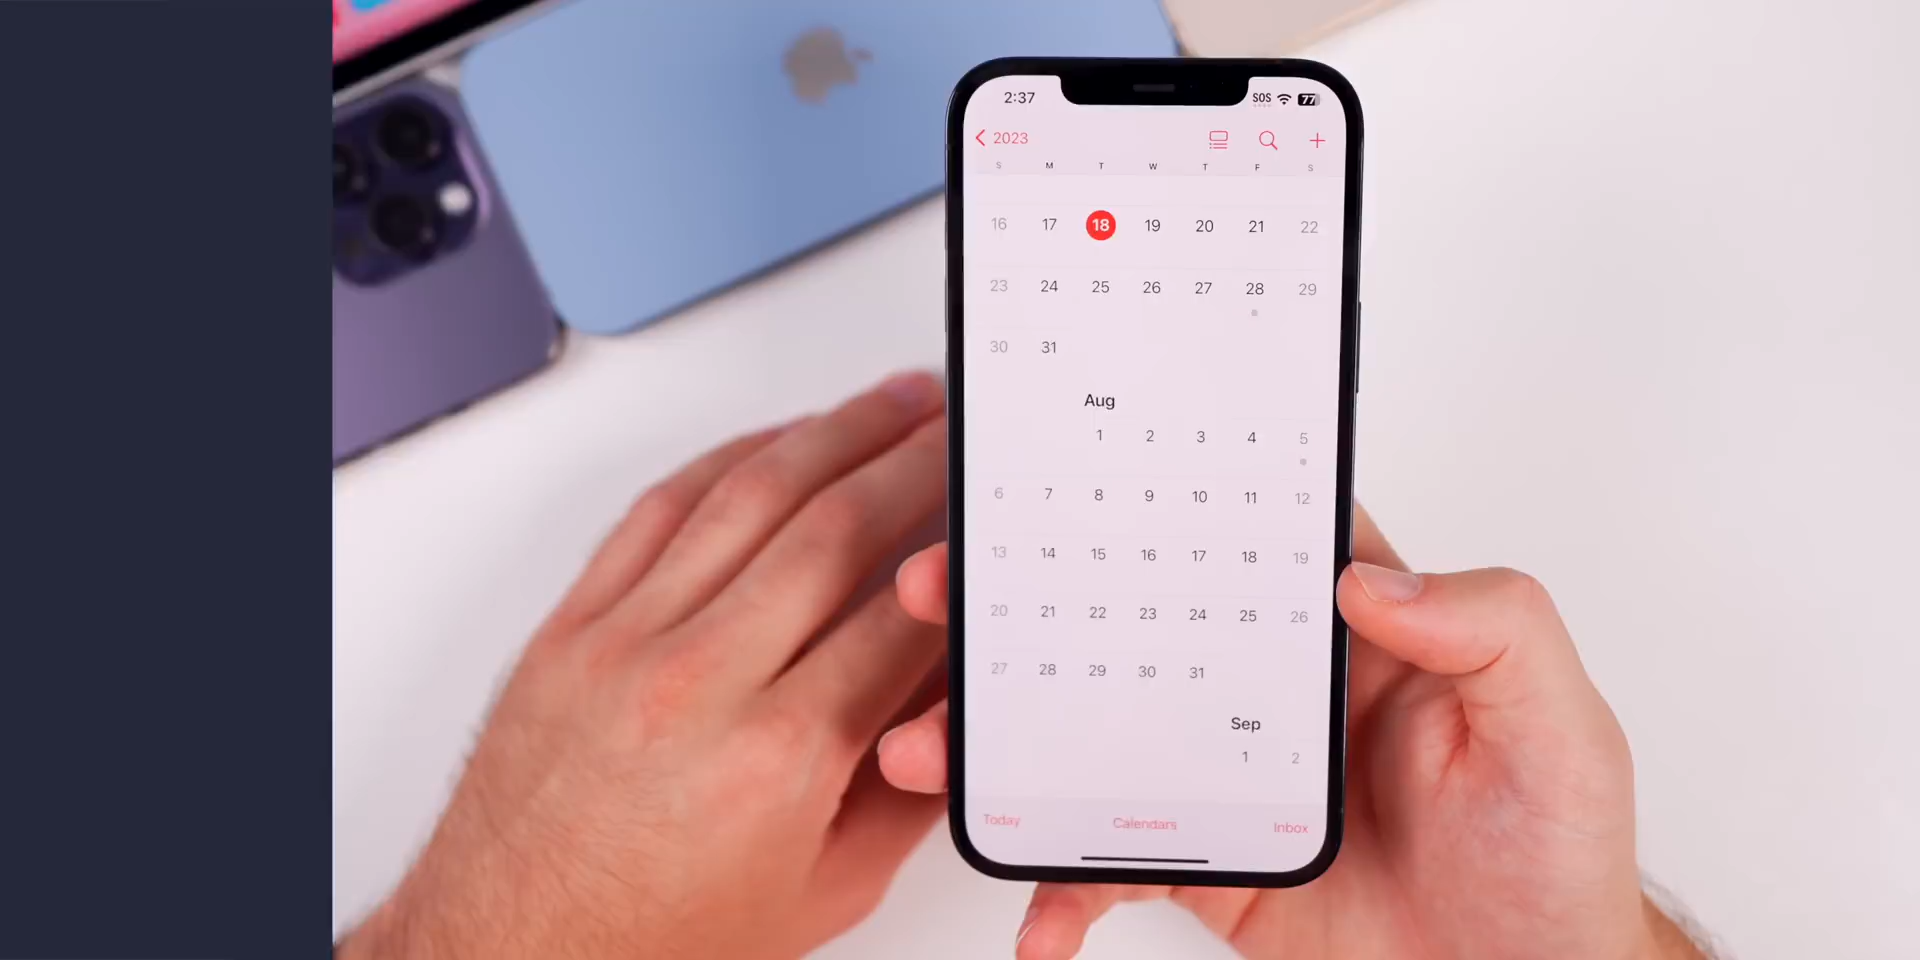 2:37 SOS 77
2023
S M T W T F S
16 17 18 19 20 21 22
23 24 25 26 27 28 29
30 31
Aug
1 2 3 4 5
6 7 8 9 10 11 12
13 14 15 16 17 18 19
20 21 22 23 24 25 26
27 28 29 30 31
Sep
1 2
Today Calendars Inbox